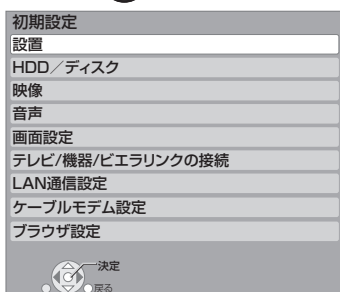 初期設定
設置
HDD／ディスク
映像
音声
画面設定
テレビ/機器/ビエラリンクの接続
LAN通信設定
ケーブルモデム設定
ブラウザ設定
決定
戻る